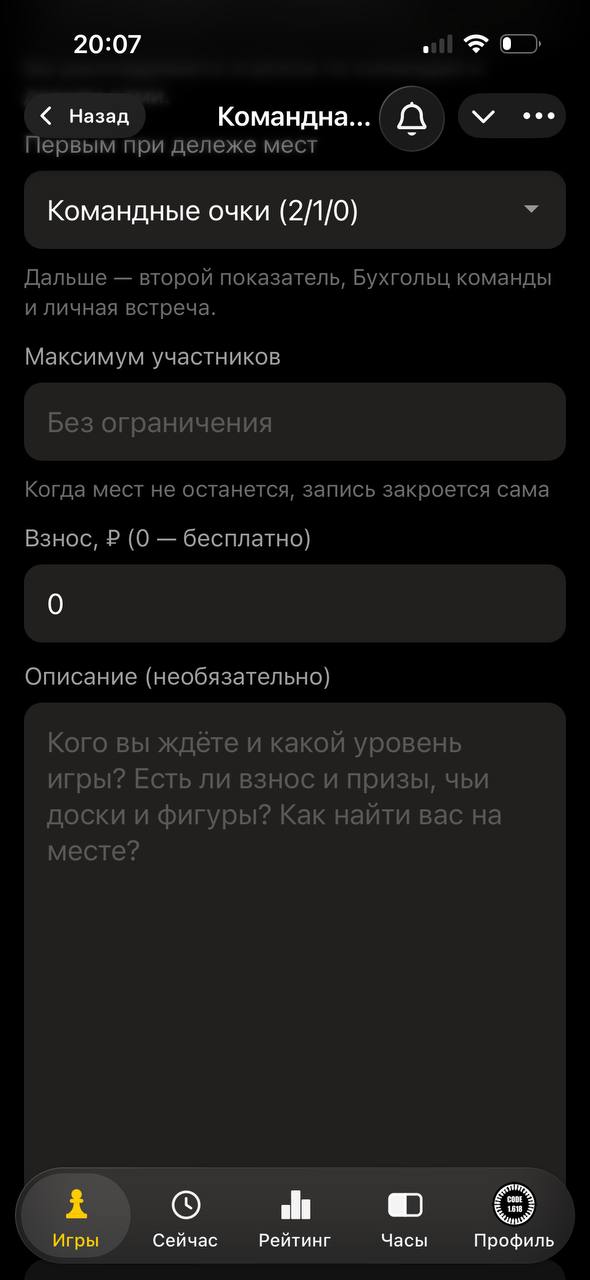 20:07
Назад
Командна...
Первым при дележе мест
Командные очки (2/1/0)
Дальше — второй показатель, Бухгольц команды
и личная встреча.
Максимум участников
Без ограничения
Когда мест не останется, запись закроется сама
Взнос, ₽ (0 — бесплатно)
0
Описание (необязательно)
Кого вы ждёте и какой уровень
игры? Есть ли взнос и призы, чьи
доски и фигуры? Как найти вас на
месте?
CODE
1.618
Игры
Сейчас
Рейтинг
Часы
Профиль